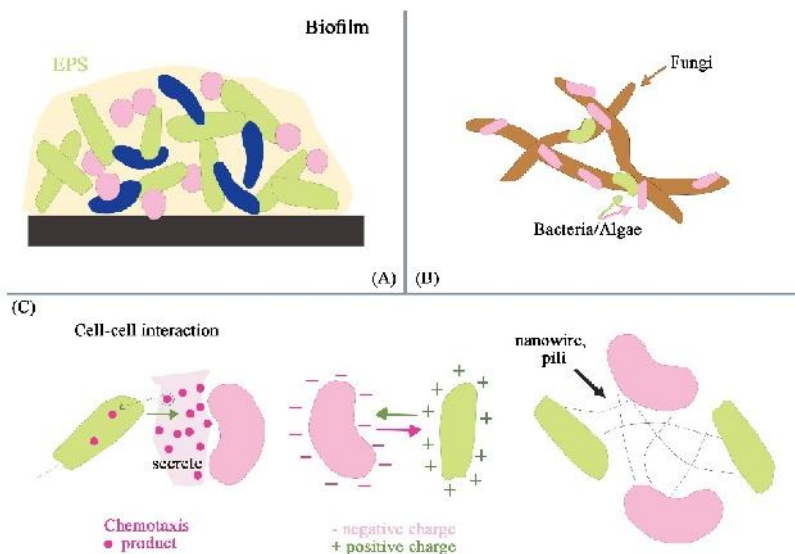 Biofilm
EPS
(A)
Fungi
Bacteria/Algae
(B)
(C)
Cell-cell interaction
secrete
Chemotaxis
product
- negative charge
+ positive charge
nanowire,
pili